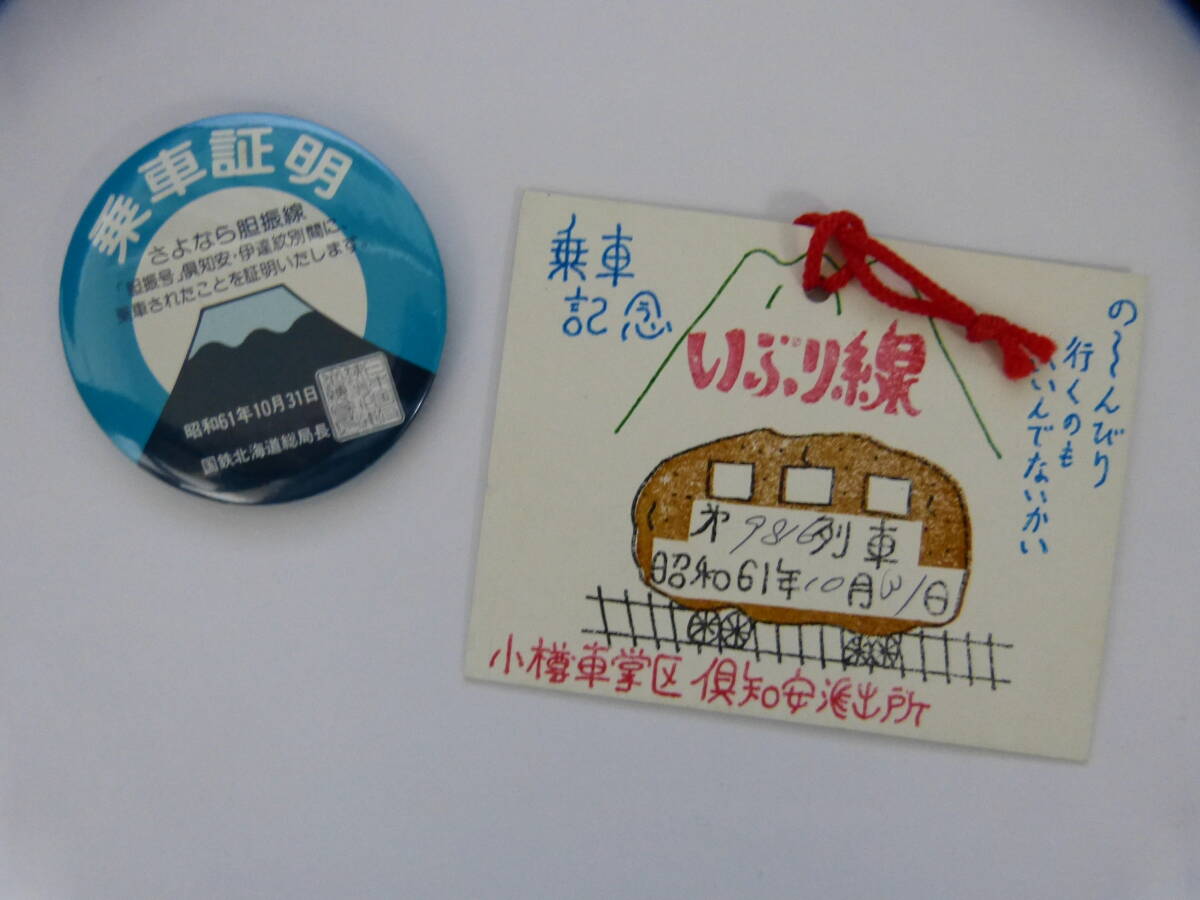 乗車証明
さよなら胆振線
「胆振号」倶知安・伊達紋別間に、
乗車されたことを証明いたします。
昭和61年10月31日
国鉄北海道総局長
乗車
記念
いぶり線
の〜んびり
行くのも
いんでないかい
第986列車
昭和61年10月31日
小樽車掌区 倶知安進出所